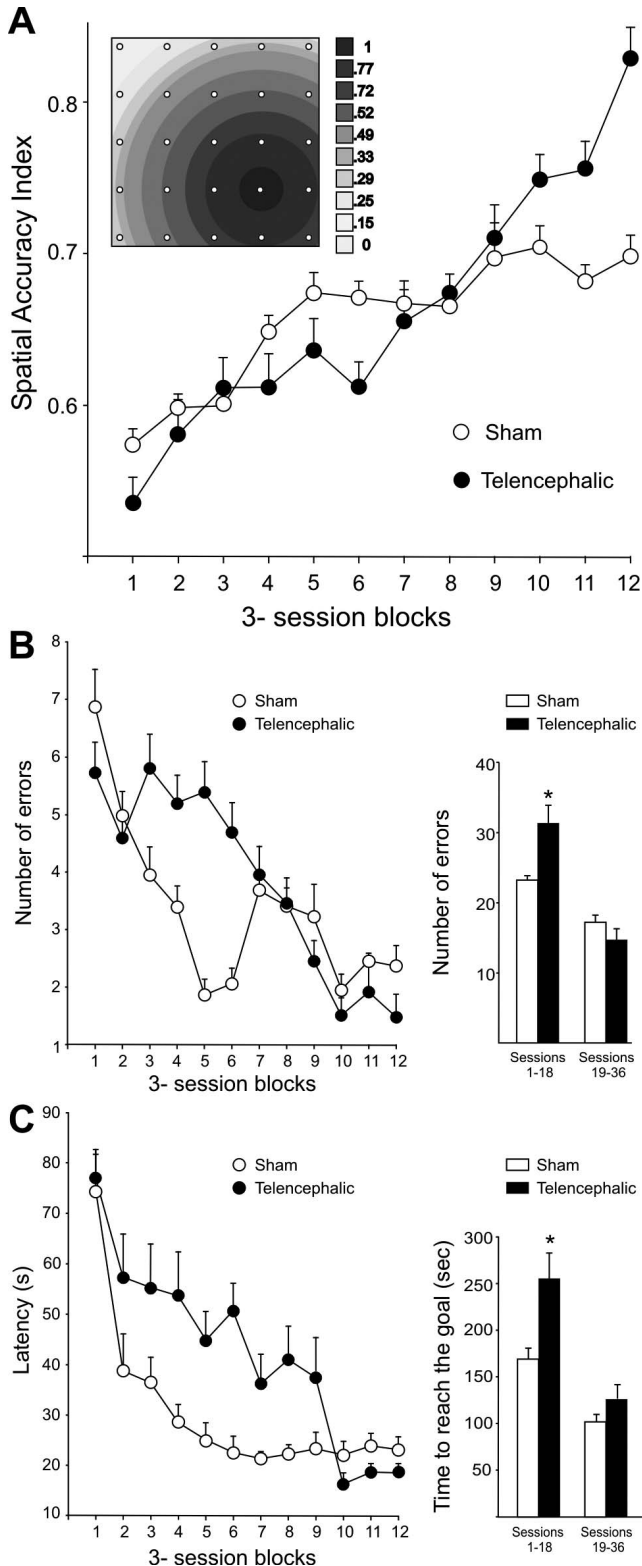 A
1
.77
.72
.52
.49
.33
.29
.25
.15
0
0.8
0.7
0.6
Spatial Accuracy Index
Sham
Telencephalic
1 2 3 4 5 6 7 8 9 10 11 12
3- session blocks
B
8
7
6
5
4
3
2
1
Number of errors
Sham
Telencephalic
1 2 3 4 5 6 7 8 9 10 11 12
3- session blocks
Sham
Telencephalic
40
30
20
10
Number of errors
*
Sessions
1-18
Sessions
19-36
C
90
80
70
60
50
40
30
20
10
Latency (s)
Sham
Telencephalic
1 2 3 4 5 6 7 8 9 10 11 12
3- session blocks
Sham
Telencephalic
300
250
200
150
100
50
Time to reach the goal (sec)
*
Sessions
1-18
Sessions
19-36